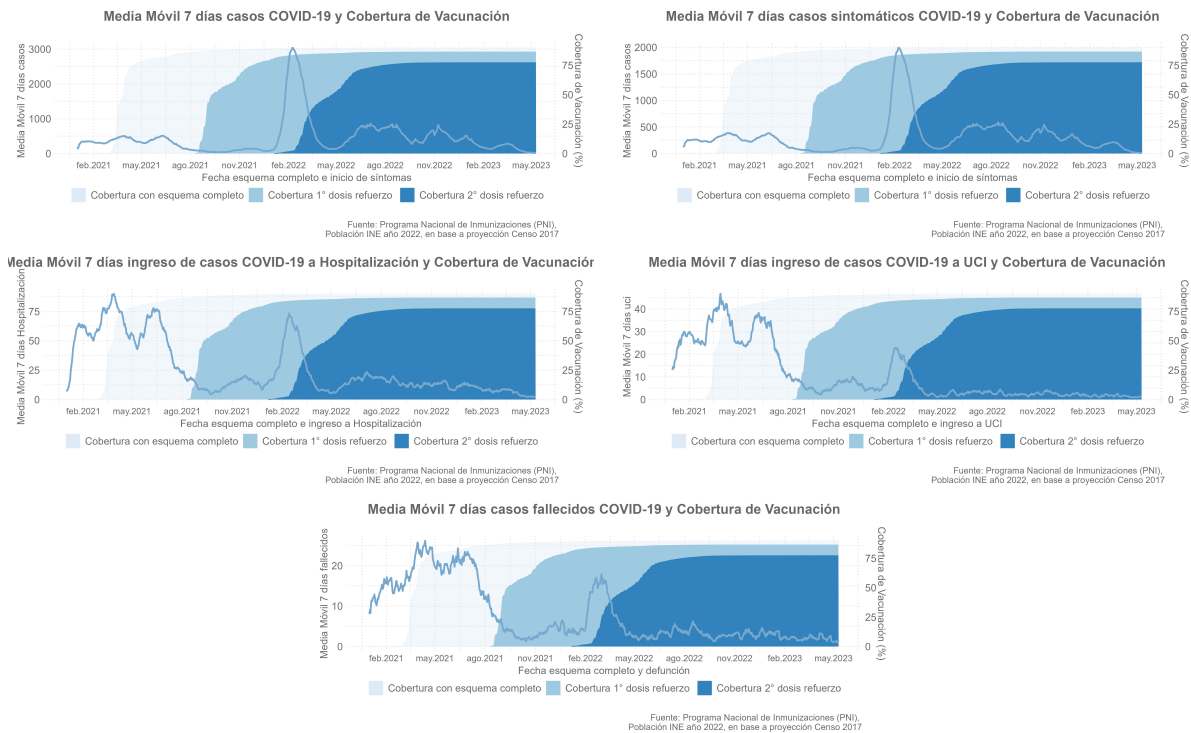 Media Móvil 7 días casos COVID-19 y Cobertura de Vacunación
Media Móvil 7 días casos
3000
2000
1000
0
Cobertura de Vacunación (%)
75
50
25
0
feb.2021 may.2021 ago.2021 nov.2021 feb.2022 may.2022 ago.2022 nov.2022 feb.2023 may.2023
Fecha esquema completo e inicio de síntomas
Cobertura con esquema completo Cobertura 1° dosis refuerzo Cobertura 2° dosis refuerzo
Fuente: Programa Nacional de Inmunizaciones (PNI),
Población INE año 2022, en base a proyección Censo 2017
Media Móvil 7 días casos sintomáticos COVID-19 y Cobertura de Vacunación
Media Móvil 7 días casos
2000
1500
1000
500
0
Cobertura de Vacunación (%)
75
50
25
0
feb.2021 may.2021 ago.2021 nov.2021 feb.2022 may.2022 ago.2022 nov.2022 feb.2023 may.2023
Fecha esquema completo e inicio de síntomas
Cobertura con esquema completo Cobertura 1° dosis refuerzo Cobertura 2° dosis refuerzo
Fuente: Programa Nacional de Inmunizaciones (PNI),
Población INE año 2022, en base a proyección Censo 2017
Media Móvil 7 días ingreso de casos COVID-19 a Hospitalización y Cobertura de Vacunación
Media Móvil 7 días Hospitalización
75
50
25
0
Cobertura de Vacunación (%)
75
50
25
0
feb.2021 may.2021 ago.2021 nov.2021 feb.2022 may.2022 ago.2022 nov.2022 feb.2023 may.2023
Fecha esquema completo e ingreso a Hospitalización
Cobertura con esquema completo Cobertura 1° dosis refuerzo Cobertura 2° dosis refuerzo
Fuente: Programa Nacional de Inmunizaciones (PNI),
Población INE año 2022, en base a proyección Censo 2017
Media Móvil 7 días ingreso de casos COVID-19 a UCI y Cobertura de Vacunación
Media Móvil 7 días uci
40
30
20
10
0
Cobertura de Vacunación (%)
75
50
25
0
feb.2021 may.2021 ago.2021 nov.2021 feb.2022 may.2022 ago.2022 nov.2022 feb.2023 may.2023
Fecha esquema completo e ingreso a UCI
Cobertura con esquema completo Cobertura 1° dosis refuerzo Cobertura 2° dosis refuerzo
Fuente: Programa Nacional de Inmunizaciones (PNI),
Población INE año 2022, en base a proyección Censo 2017
Media Móvil 7 días casos fallecidos COVID-19 y Cobertura de Vacunación
Media Móvil 7 días fallecidos
20
10
0
Cobertura de Vacunación (%)
75
50
25
0
feb.2021 may.2021 ago.2021 nov.2021 feb.2022 may.2022 ago.2022 nov.2022 feb.2023 may.2023
Fecha esquema completo y defunción
Cobertura con esquema completo Cobertura 1° dosis refuerzo Cobertura 2° dosis refuerzo
Fuente: Programa Nacional de Inmunizaciones (PNI),
Población INE año 2022, en base a proyección Censo 2017